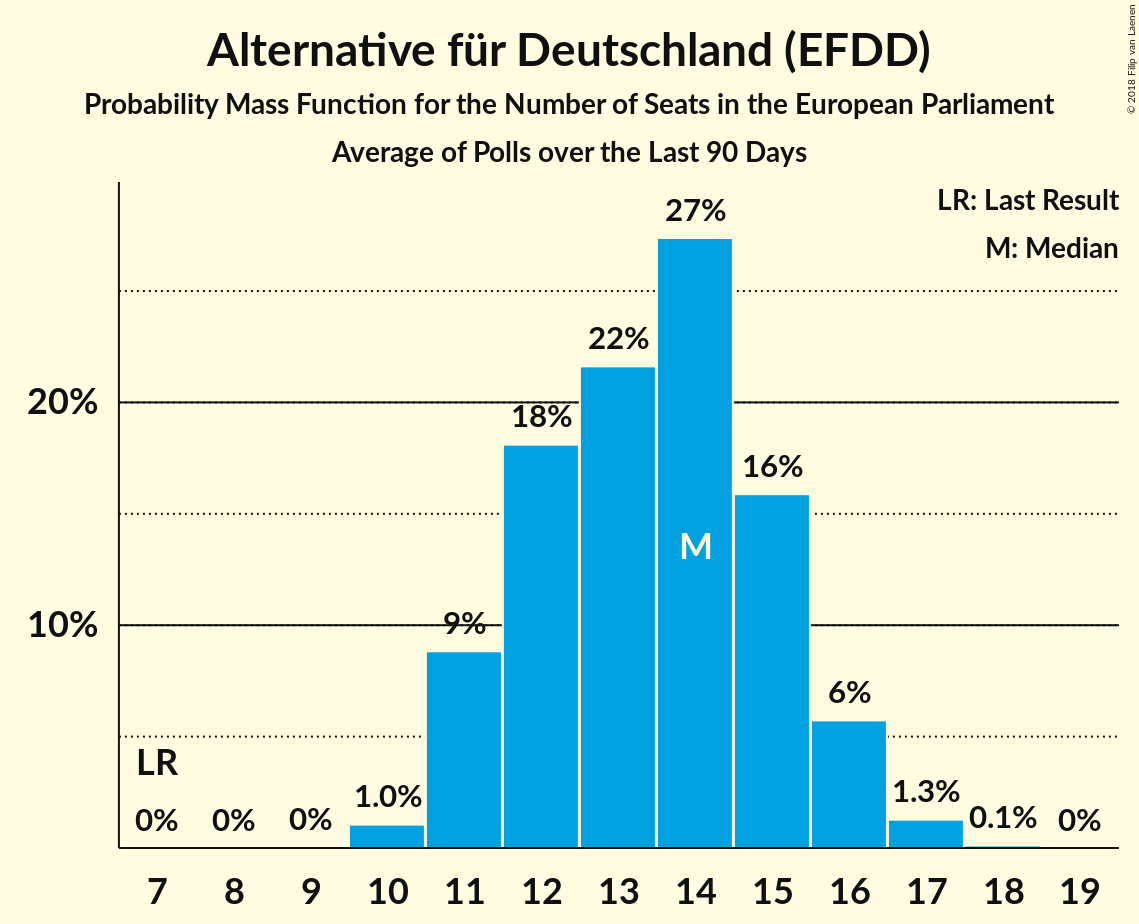 Alternative für Deutschland (EFDD)
Probability Mass Function for the Number of Seats in the European Parliament
Average of Polls over the Last 90 Days
© 2018 Filip van Laenen
LR: Last Result
M: Median
27%
22%
20%
18%
16%
M
10%
9%
6%
LR
0%
0%
0%
1.0%
1.3%
0.1%
0%
7 8 9 10 11 12 13 14 15 16 17 18 19